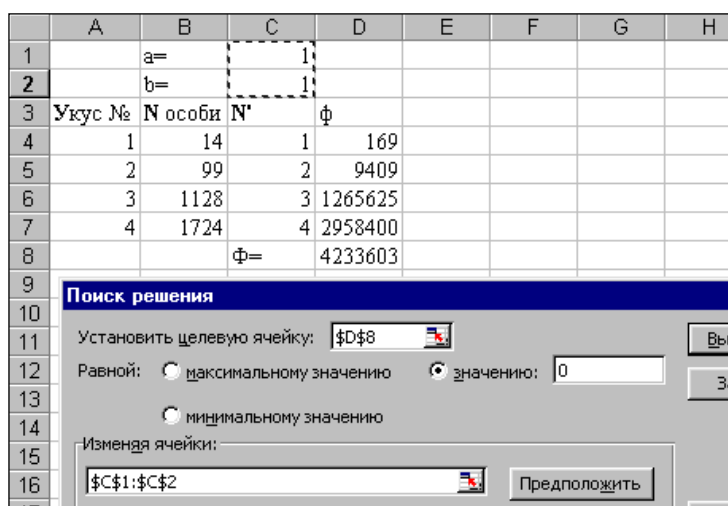 A B C D E F G H
1 a= 1
2 b= 1
3 Укус № N особи N' ф
4 1 14 1 169
5 2 99 2 9409
6 3 1128 3 1265625
7 4 1724 4 2958400
8 Ф= 4233603
9
10
11
12
13
14
15
16
Поиск решения
Установить целевую ячейку: $D$8
Равной: максимальному значению значению: 0
минимальному значению
Изменяя ячейки:
$C$1:$C$2 Предположить